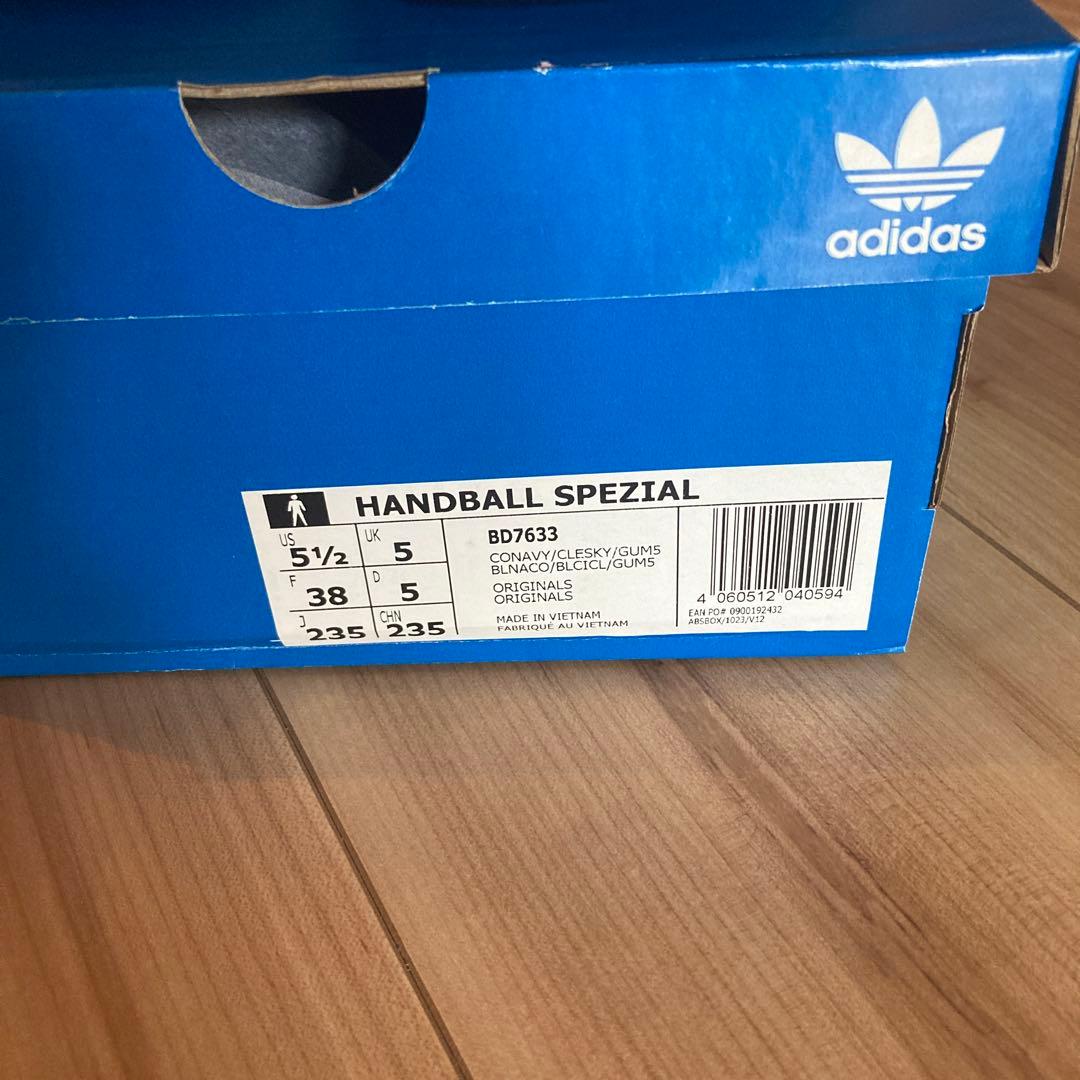 adidas
HANDBALL SPEZIAL
US 5½ UK 5
F 38 D 5
J 235 CHN 235
BD7633
CONAVY/CLESKY/GUM5
BLNACO/BLCICL/GUM5
ORIGINALS
ORIGINALS
MADE IN VIETNAM
FABRIQUÉ AU VIETNAM
4 060512 040594
EAN PO# 0900192432
ABSBOX/1023/V12